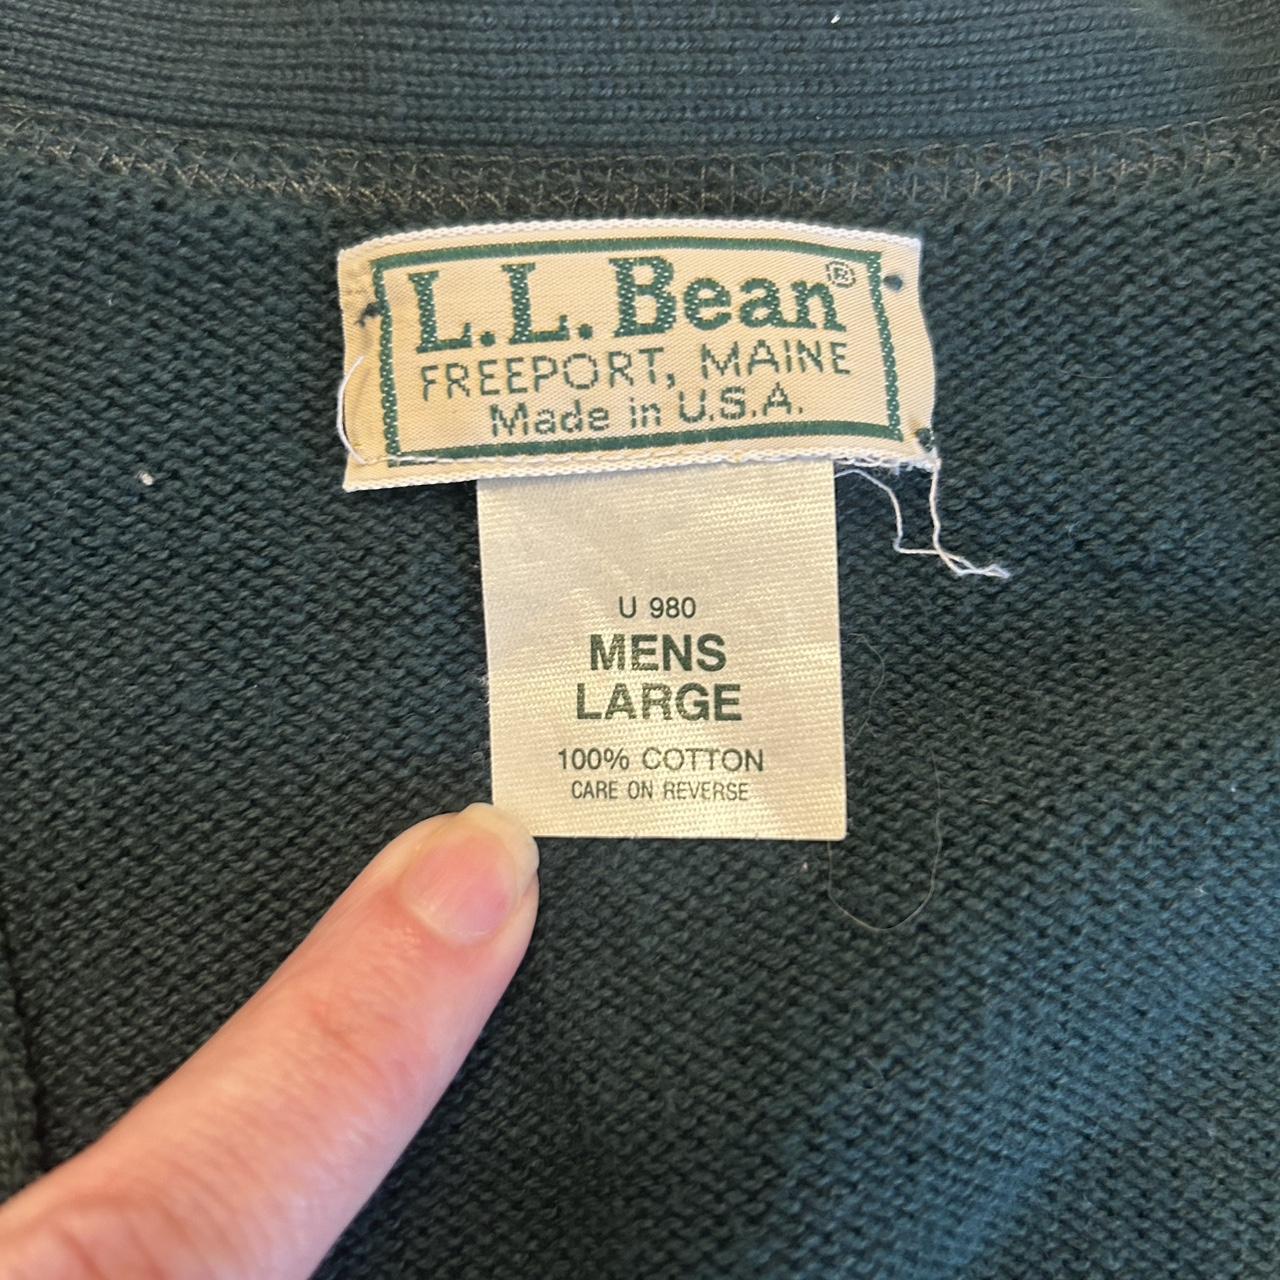 L.L.Bean®
FREEPORT, MAINE
Made in U.S.A.
U 980
MENS
LARGE
100% COTTON
CARE ON REVERSE